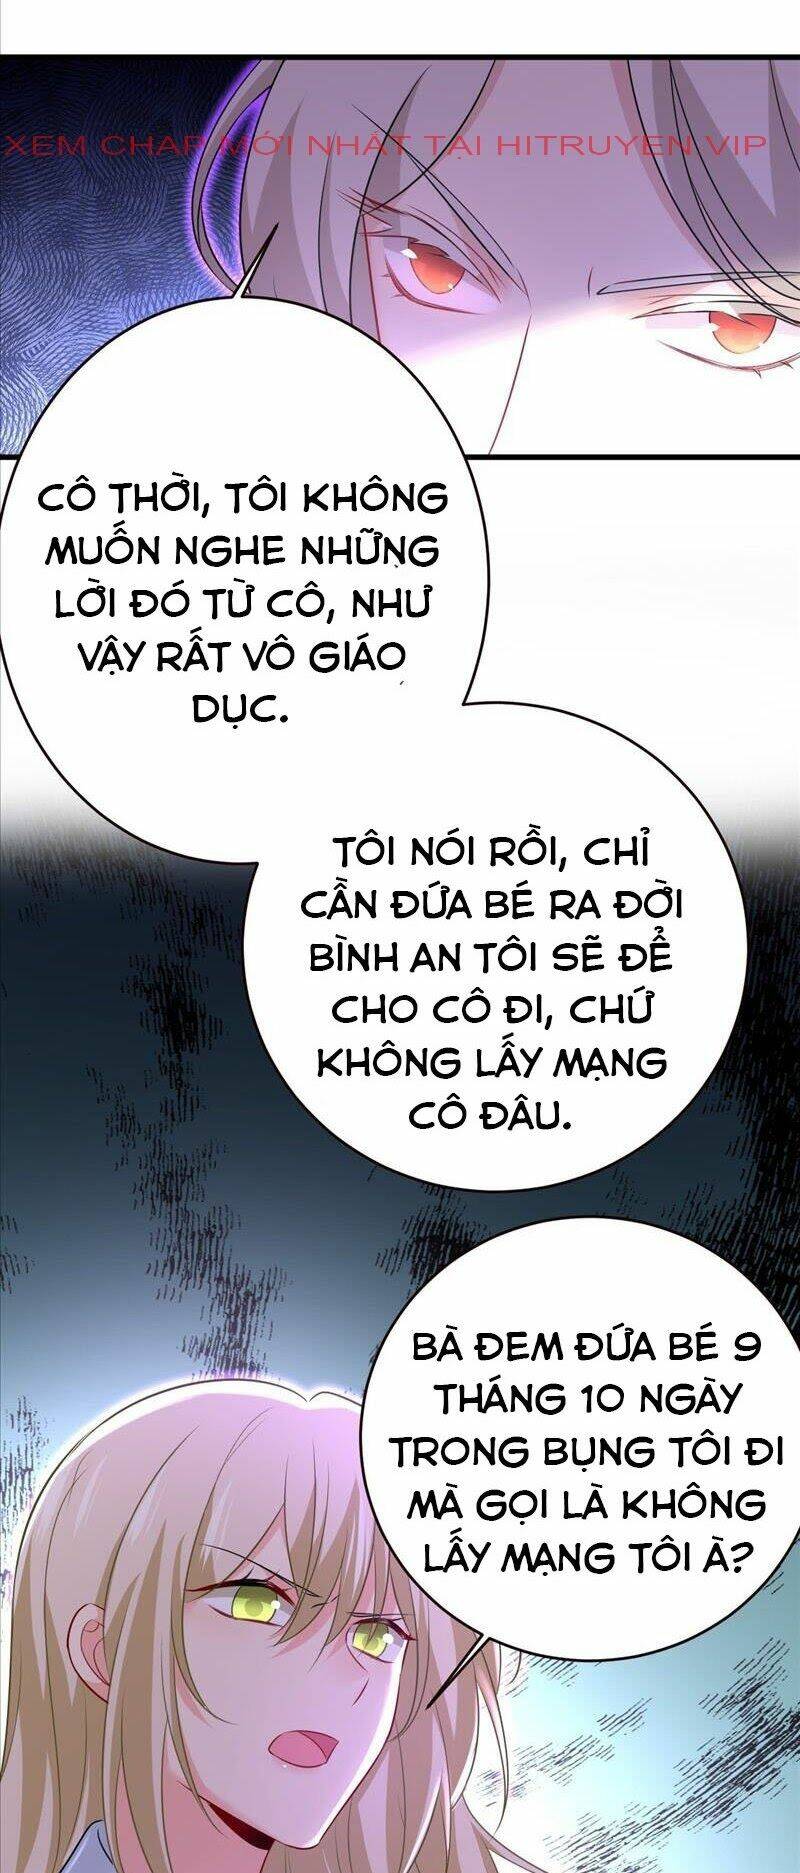 XEM CHAP MỚI NHẤT TẠI HITRUYEN VIP
CÔ THỜI, TÔI KHÔNG
MUỐN NGHE NHỮNG
LỜI ĐÓ TỪ CÔ, NHƯ
VẬY RẤT VÔ GIÁO
DỤC.
TÔI NÓI RỒI, CHỈ
CẦN ĐỨA BÉ RA ĐỜI
BÌNH AN TÔI SẼ ĐỂ
CHO CÔ ĐI, CHỨ
KHÔNG LẤY MẠNG
CÔ ĐÂU.
BÀ ĐEM ĐỨA BÉ 9
THÁNG 10 NGÀY
TRONG BỤNG TÔI ĐI
MÀ GỌI LÀ KHÔNG
LẤY MẠNG TÔI À?